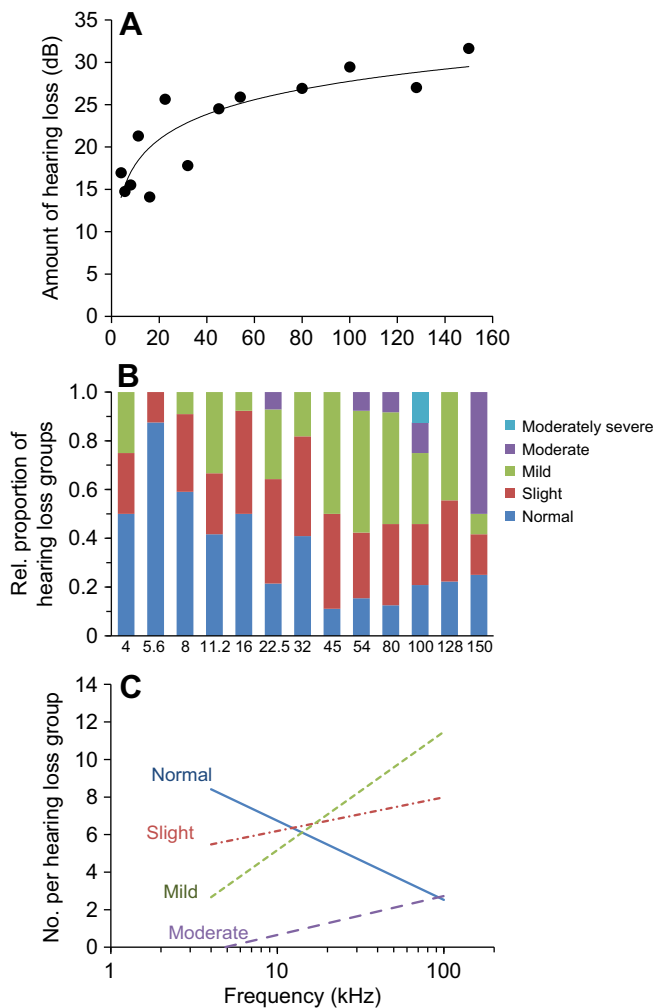 A
Amount of hearing loss (dB)
35
30
25
20
15
10
5
0
0 20 40 60 80 100 120 140 160
B
Rel. proportion of
hearing loss groups
1.0
0.8
0.6
0.4
0.2
0
4 5.6 8 11.2 16 22.5 32 45 54 80 100 128 150
Moderately severe
Moderate
Mild
Slight
Normal
C
No. per hearing loss group
14
12
10
8
6
4
2
0
Normal
Slight
Mild
Moderate
1 10 100
Frequency (kHz)